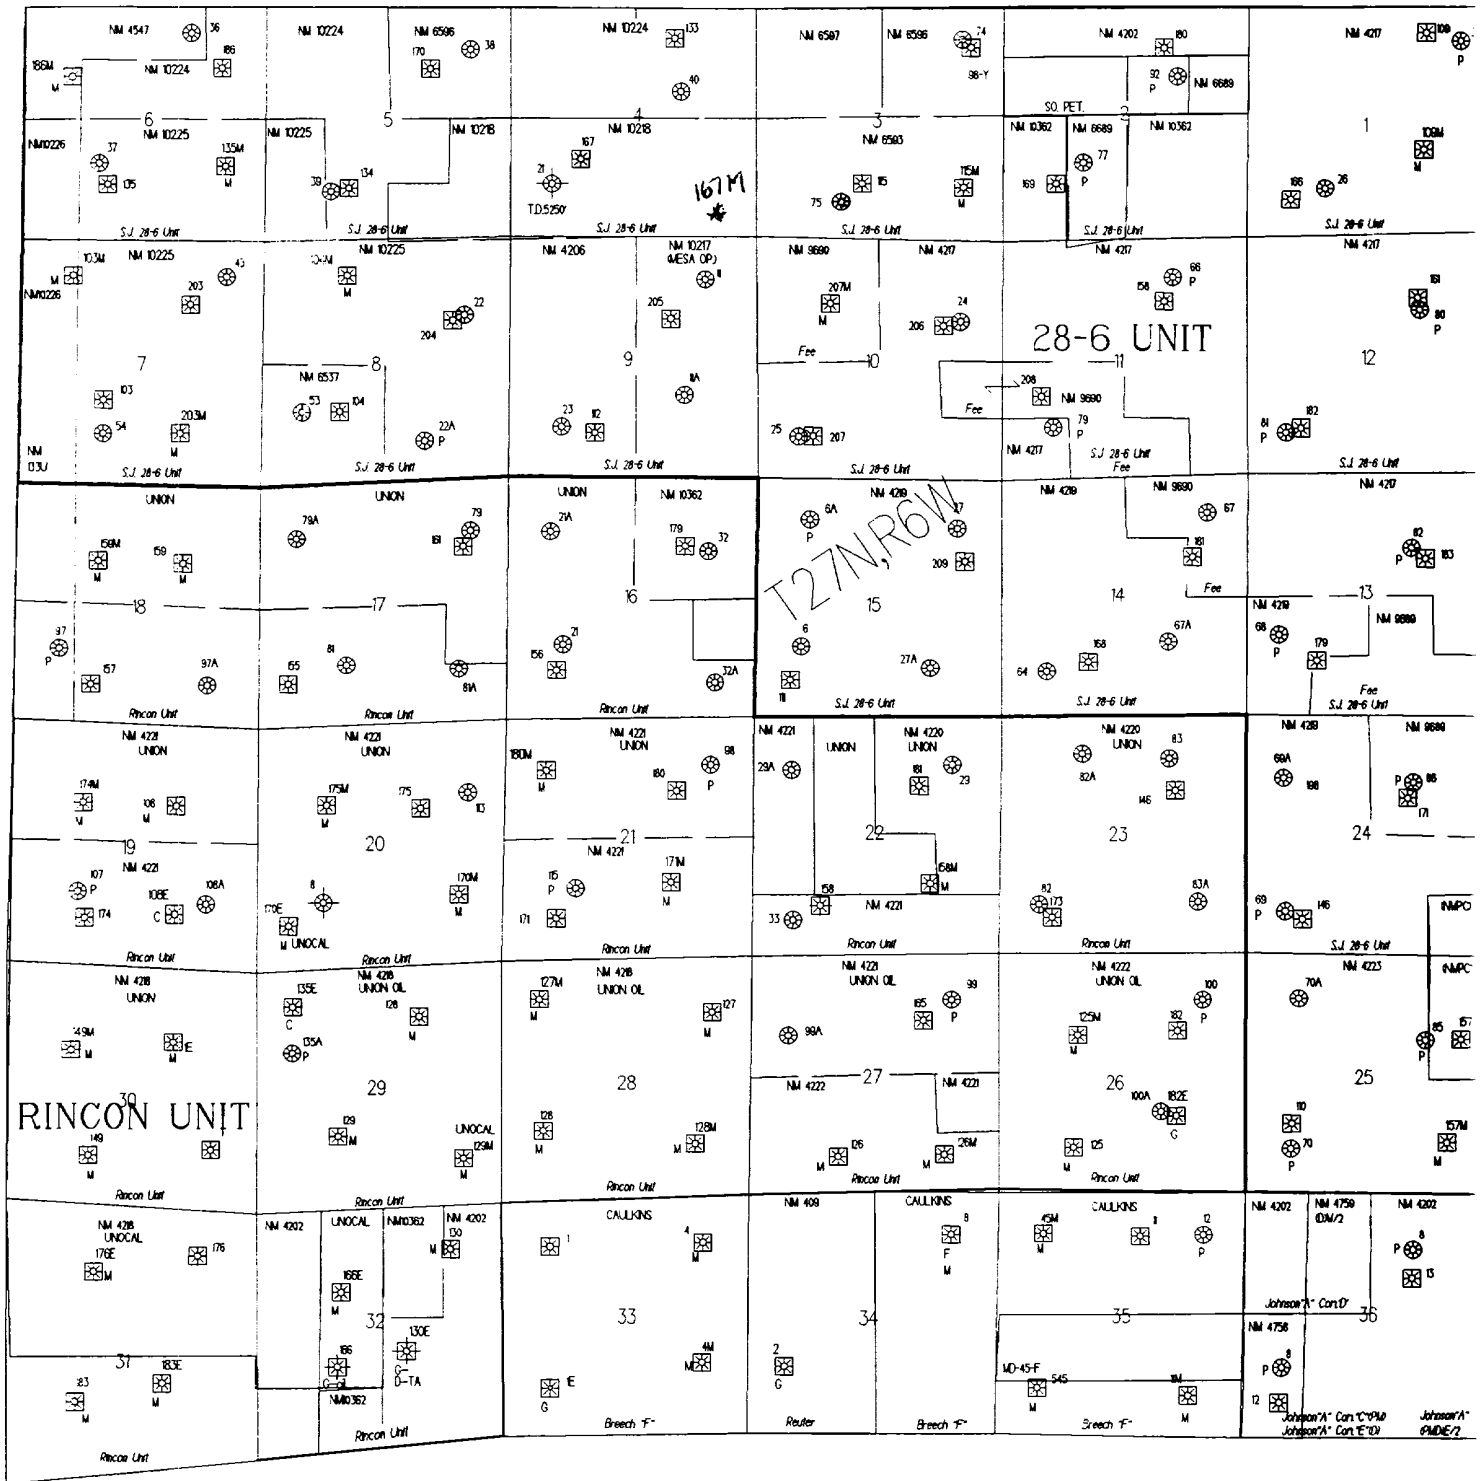 NM 4547
36
NM 10224
NM 6596
38
NM 10224
133
NM 6597
NM 6596
74
NM 4202
180
NM 4217
109
186M
M
NM 10224
186
170
40
98-Y
92
P
NM 6689
P
6
5
4
3
SO. PET.
2
1
NM10226
NM 10225
NM 10225
NM 10218
NM 10218
NM 6593
NM 10362
NM 6689
NM 10362
37
135
135M
M
39
134
21
T.D.5250'
167
167M
75
115
115M
M
169
77
P
109M
M
166
26
S.J. 28-6 Unit
S.J. 28-6 Unit
S.J. 28-6 Unit
S.J. 28-6 Unit
S.J. 28-6 Unit
S.J. 28-6 Unit
103M
M
NM 10225
43
104M
M
NM 10225
NM 4206
NM 10217
(MESA OP.)
11
NM 9690
NM 4217
NM 4217
66
P
NM 4217
NM10226
203
204
22
205
207M
M
206
24
158
161
80
P
28-6 UNIT
7
8
9
Fee
10
11
12
NM 6537
103
54
203M
M
53
104
22A
P
23
112
11A
25
207
Fee
208
NM 9690
79
P
NM 4217
81
P
182
NM
S.J. 28-6 Unit
S.J. 28-6 Unit
S.J. 28-6 Unit
S.J. 28-6 Unit
S.J. 28-6 Unit
Fee
S.J. 28-6 Unit
UNION
UNION
UNION
NM 10362
NM 4219
NM 4219
NM 9690
NM 4217
159M
M
159
M
79A
79
161
21A
179
32
6A
P
27
209
67
181
82
P
183
T27N,R6W
18
17
16
15
14
Fee
13
NM 4219
NM 9689
97
P
157
97A
155
81
81A
21
156
32A
6
111
27A
64
168
67A
68
P
179
Fee
Rincon Unit
Rincon Unit
Rincon Unit
S.J. 28-6 Unit
S.J. 28-6 Unit
S.J. 28-6 Unit
NM 4221
UNION
NM 4221
UNION
NM 4221
UNION
NM 4221
UNION
NM 4220
UNION
NM 4220
UNION
NM 4219
NM 9689
174M
M
108
M
175M
M
175
113
180M
M
180
98
P
29A
181
29
82A
83
146
69A
198
P
86
171
19
20
21
22
23
24
NM 4221
NM 4221
107
P
174
108E
C
108A
170E
M
UNOCAL
8
170M
M
115
P
171
171M
M
33
158
158M
M
NM 4221
82
173
83A
69
P
146
Rincon Unit
Rincon Unit
Rincon Unit
Rincon Unit
Rincon Unit
S.J. 28-6 Unit
NM 4218
UNION
NM 4218
UNION OIL
NM 4218
UNION OIL
NM 4221
UNION OIL
NM 4222
UNION OIL
NM 4223
149M
M
1E
M
135E
C
135A
P
128
M
127M
M
127
M
99A
165
99
P
125M
M
182
100
P
70A
85
P
157
30
29
28
27
26
25
RINCON UNIT
NM 4222
NM 4221
149
M
129
M
UNOCAL
129M
M
128
M
128M
M
126
M
126M
M
100A
182E
G
125
M
110
70
P
157M
M
Rincon Unit
Rincon Unit
Rincon Unit
Rincon Unit
Rincon Unit
NM 4218
UNOCAL
NM 4202
UNOCAL
NM10362
NM 4202
CAULKINS
NM 409
CAULKINS
CAULKINS
NM 4202
NM 4759
(D)W/2
NM 4202
176E
M
176
166E
M
M
130
1
4
M
8
F
M
45M
M
11
12
P
P
8
13
31
32
33
34
35
36
Johnson"A" Com"D"
NM 4758
183
M
183E
M
166
130E
G-
D-TA
NM10362
1E
G
4M
M
2
G
MD-45-F
545
M
11M
M
8
P
12
Rincon Unit
Rincon Unit
Breech "F"
Reuter
Breech "F"
Breech "F"
Johnson"A" Com."C"(PM)
Johnson"A" Com."E"(D)
Johnson"A"
(PM)D)E/2